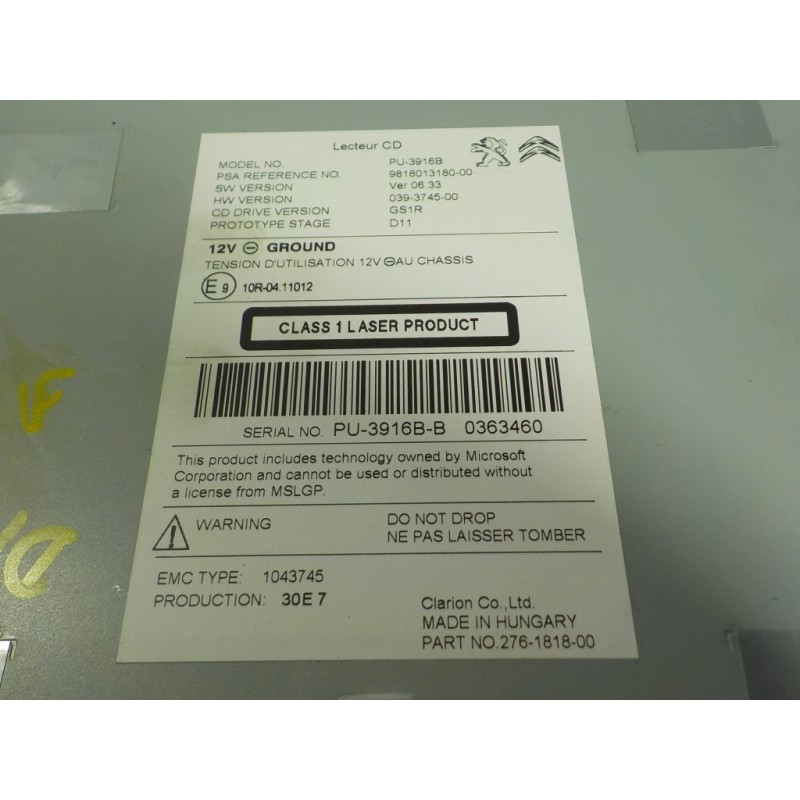 Lecteur CD
MODEL NO. PU-3916B
PSA REFERENCE NO. 9818013180-00
SW VERSION Ver 06.33
HW VERSION 039-3745-00
CD DRIVE VERSION GS1R
PROTOTYPE STAGE D11
12V ⊖ GROUND
TENSION D'UTILISATION 12V ⊖AU CHASSIS
E9 10R-04.11012
CLASS 1 LASER PRODUCT
SERIAL NO. PU-3916B-B 0363460
This product includes technology owned by Microsoft
Corporation and cannot be used or distributed without
a license from MSLGP.
WARNING DO NOT DROP
NE PAS LAISSER TOMBER
EMC TYPE: 1043745
PRODUCTION: 30E7
Clarion Co.,Ltd.
MADE IN HUNGARY
PART NO.276-1818-00